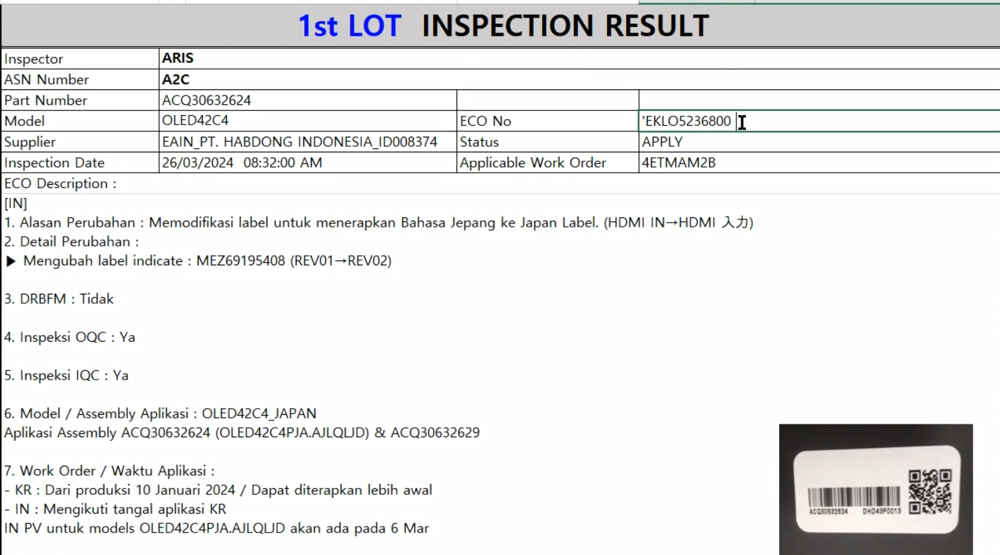 1st LOT INSPECTION RESULT
Inspector ARIS
ASN Number A2C
Part Number ACQ30632624
Model OLED42C4 ECO No 'EKLO5236800
Supplier EAIN_PT. HABDONG INDONESIA_ID008374 Status APPLY
Inspection Date 26/03/2024 08:32:00 AM Applicable Work Order 4ETMAM2B
ECO Description :
[IN]
1. Alasan Perubahan : Memodifikasi label untuk menerapkan Bahasa Jepang ke Japan Label. (HDMI IN→HDMI 入力)
2. Detail Perubahan :
▶ Mengubah label indicate : MEZ69195408 (REV01→REV02)
3. DRBFM : Tidak
4. Inspeksi OQC : Ya
5. Inspeksi IQC : Ya
6. Model / Assembly Aplikasi : OLED42C4_JAPAN
Aplikasi Assembly ACQ30632624 (OLED42C4PJA.AJLQLJD) & ACQ30632629
7. Work Order / Waktu Aplikasi :
- KR : Dari produksi 10 Januari 2024 / Dapat diterapkan lebih awal
- IN : Mengikuti tangal aplikasi KR
IN PV untuk models OLED42C4PJA.AJLQLJD akan ada pada 6 Mar
ACQ30632624 DHD43F0013